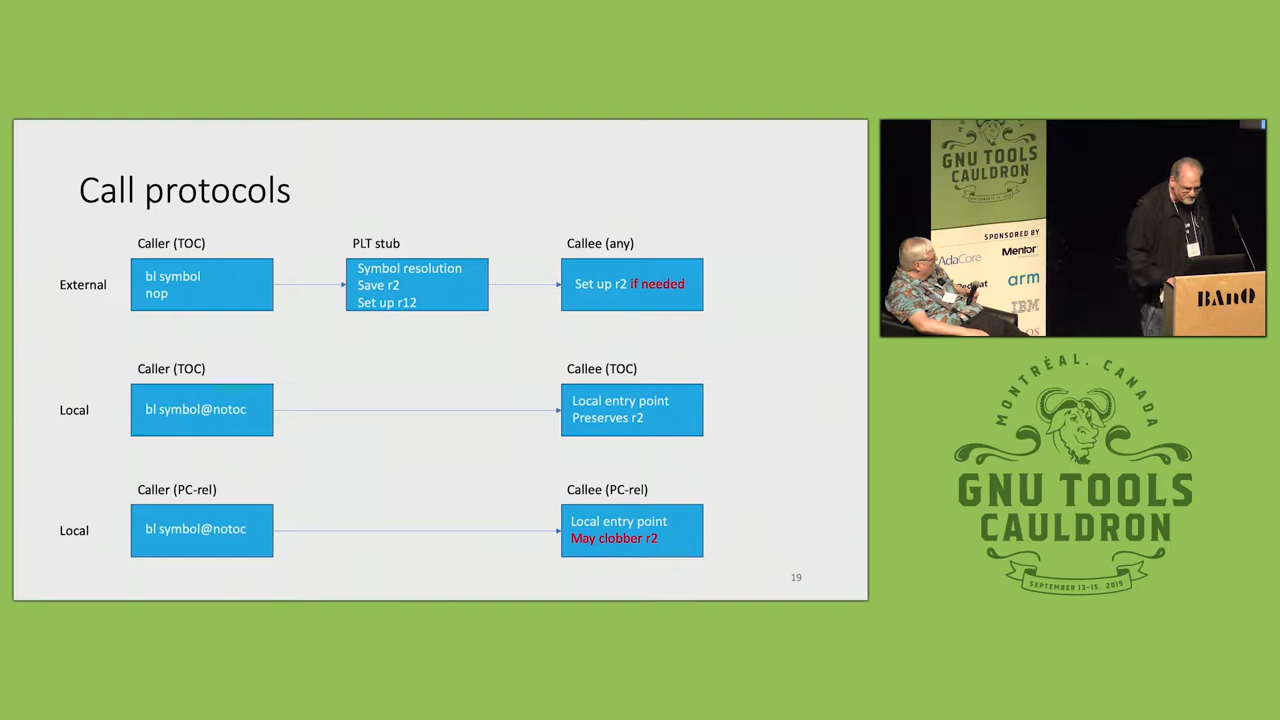 Call protocols
Caller (TOC)
PLT stub
Callee (any)
External
bl symbol
nop
Symbol resolution
Save r2
Set up r12
Set up r2 if needed
Caller (TOC)
Callee (TOC)
Local
bl symbol@notoc
Local entry point
Preserves r2
Caller (PC-rel)
Callee (PC-rel)
Local
bl symbol@notoc
Local entry point
May clobber r2
19
GNU TOOLS
CAULDRON
SPONSORED BY
AdaCore
Mentor
arm
IBM
BAnQ
MONTRÉAL, CANADA
GNU TOOLS
CAULDRON
SEPTEMBER 13-15, 2019